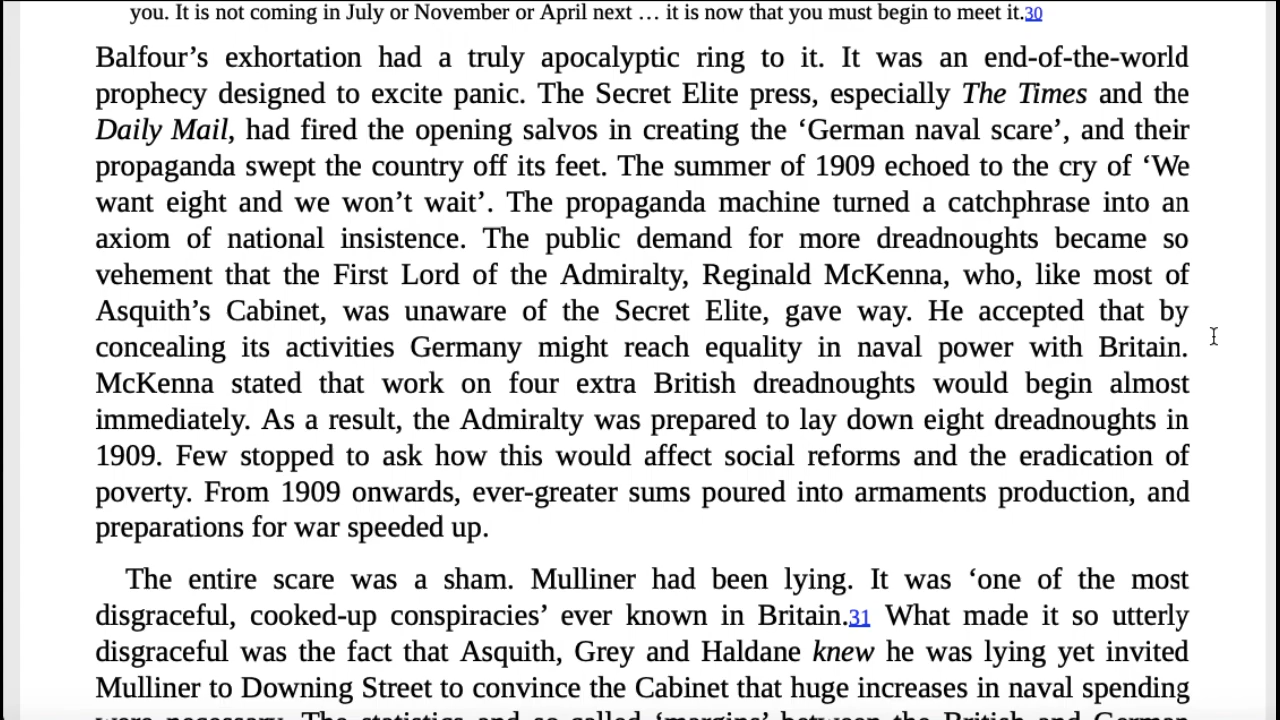 you. It is not coming in July or November or April next … it is now that you must begin to meet it.30
Balfour’s exhortation had a truly apocalyptic ring to it. It was an end-of-the-world
prophecy designed to excite panic. The Secret Elite press, especially The Times and the
Daily Mail, had fired the opening salvos in creating the ‘German naval scare’, and their
propaganda swept the country off its feet. The summer of 1909 echoed to the cry of ‘We
want eight and we won’t wait’. The propaganda machine turned a catchphrase into an
axiom of national insistence. The public demand for more dreadnoughts became so
vehement that the First Lord of the Admiralty, Reginald McKenna, who, like most of
Asquith’s Cabinet, was unaware of the Secret Elite, gave way. He accepted that by
concealing its activities Germany might reach equality in naval power with Britain.
McKenna stated that work on four extra British dreadnoughts would begin almost
immediately. As a result, the Admiralty was prepared to lay down eight dreadnoughts in
1909. Few stopped to ask how this would affect social reforms and the eradication of
poverty. From 1909 onwards, ever-greater sums poured into armaments production, and
preparations for war speeded up.
The entire scare was a sham. Mulliner had been lying. It was ‘one of the most
disgraceful, cooked-up conspiracies’ ever known in Britain.31 What made it so utterly
disgraceful was the fact that Asquith, Grey and Haldane knew he was lying yet invited
Mulliner to Downing Street to convince the Cabinet that huge increases in naval spending
were necessary. The statistics and so-called ‘margins’ between the British and German